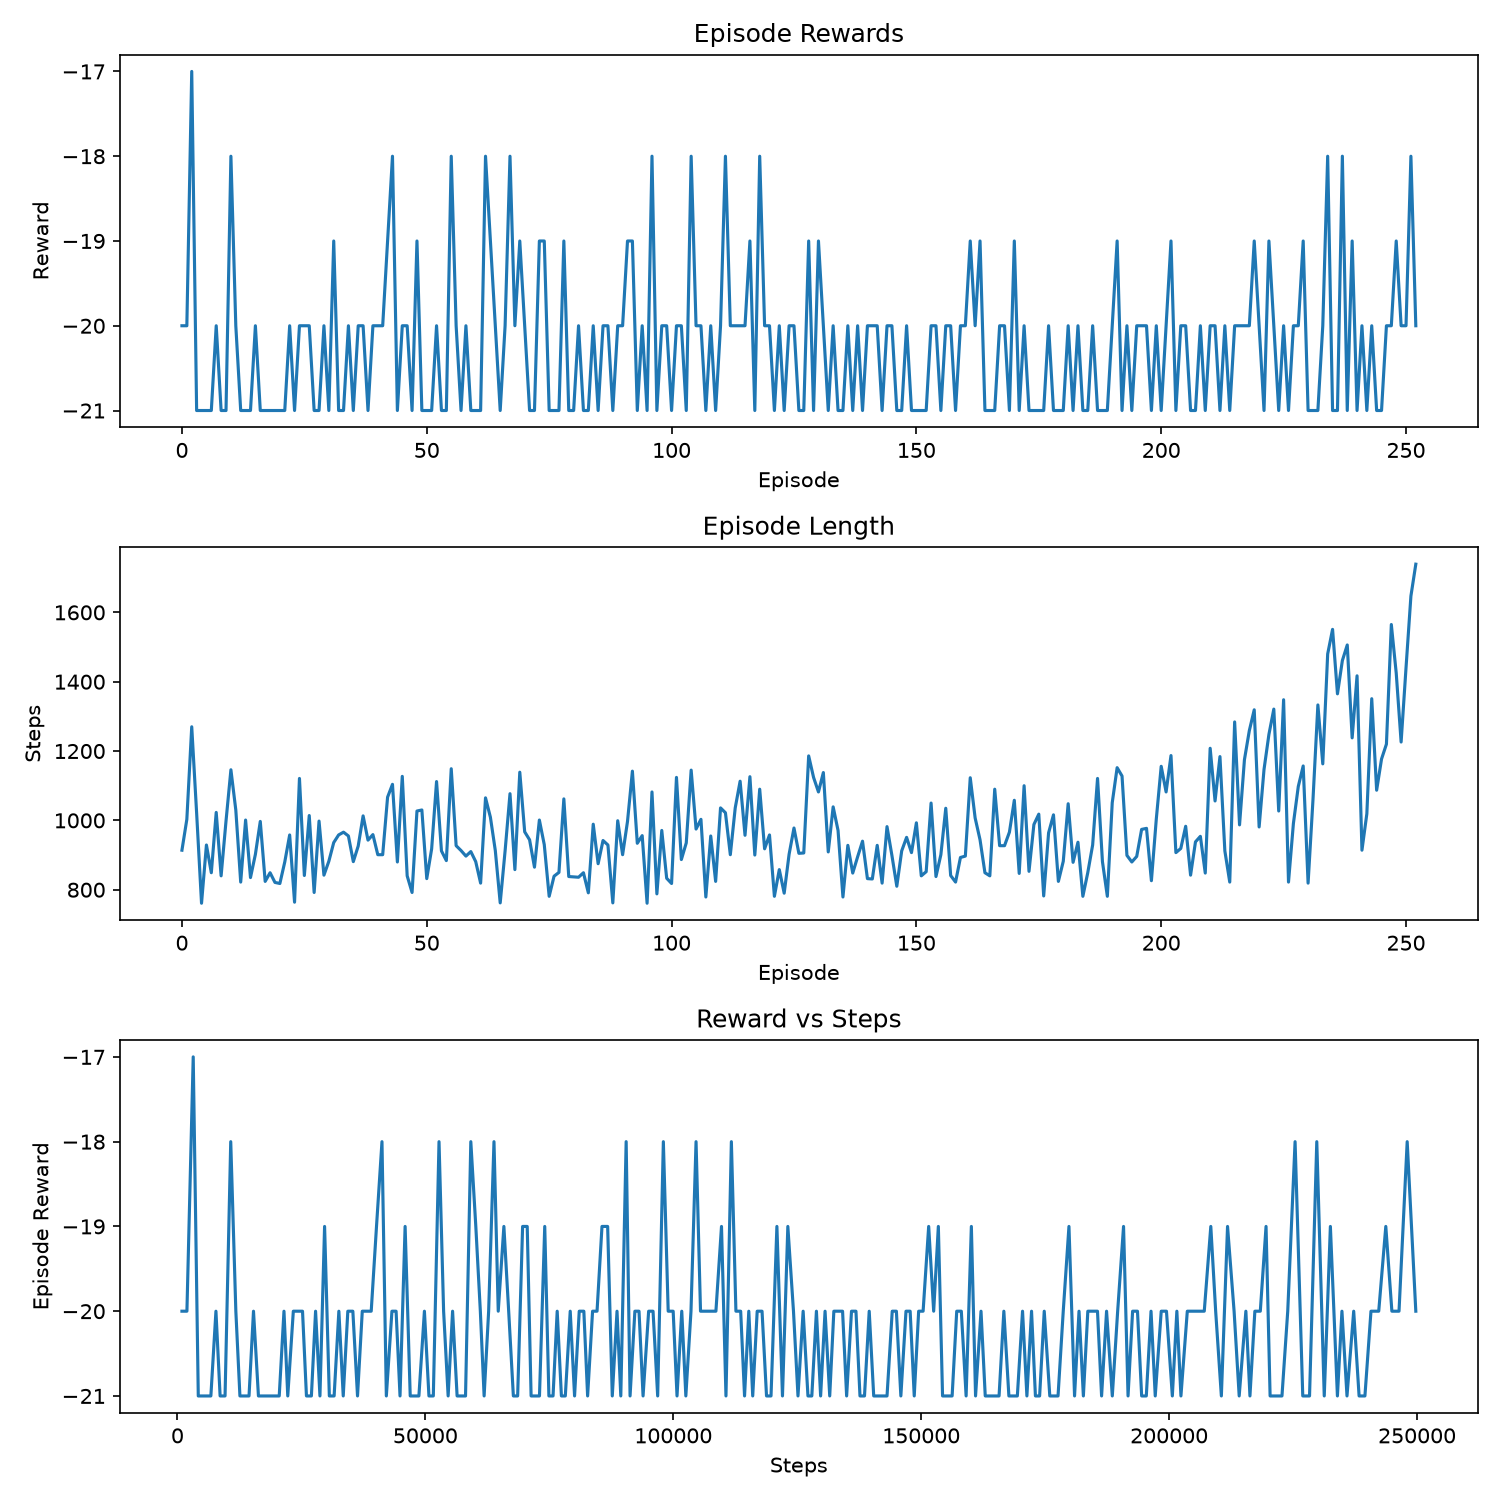 Episode Rewards
−17
−18
−19
−20
−21
Reward
0 50 100 150 200 250
Episode
Episode Length
1600
1400
1200
1000
800
Steps
0 50 100 150 200 250
Episode
Reward vs Steps
−17
−18
−19
−20
−21
Episode Reward
0 50000 100000 150000 200000 250000
Steps